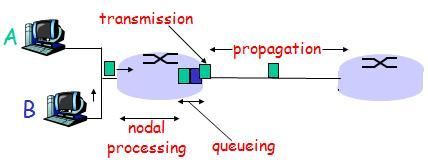 transmission
A
propagation
B
nodal
processing
queueing